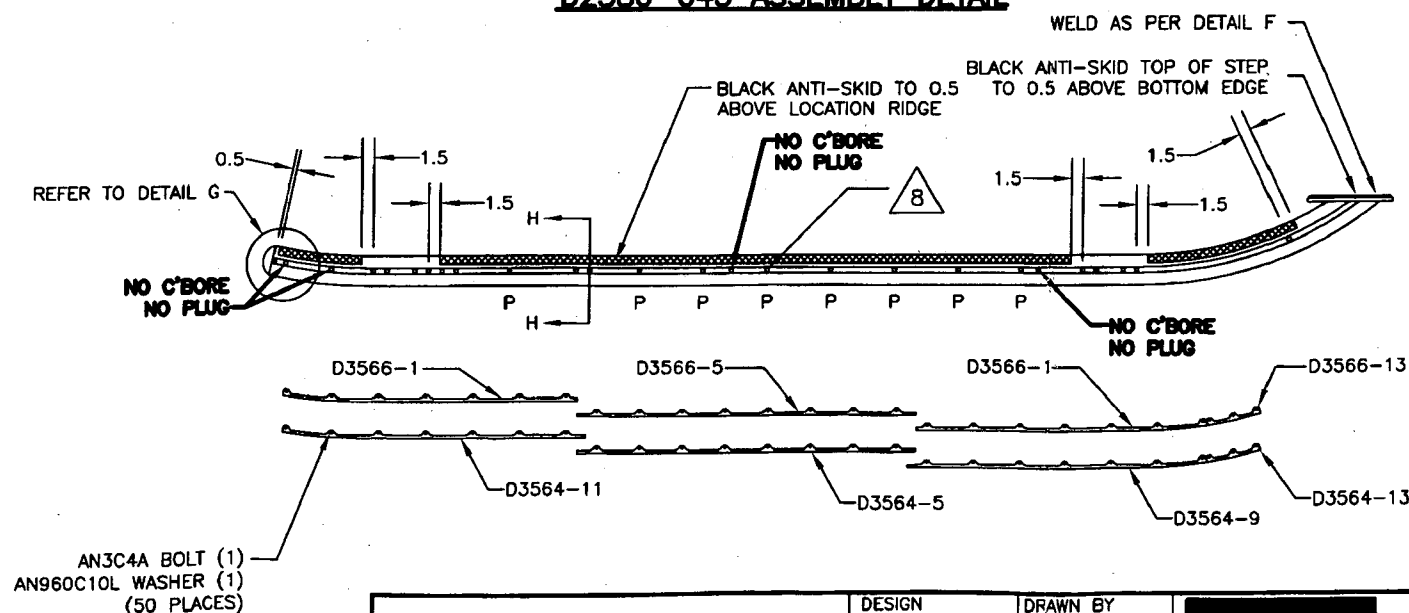 WELD AS PER DETAIL F
BLACK ANTI-SKID TO 0.5
ABOVE LOCATION RIDGE
BLACK ANTI-SKID TOP OF STEP
TO 0.5 ABOVE BOTTOM EDGE
NO C'BORE
NO PLUG
0.5
1.5
1.5
8
1.5
1.5
1.5
REFER TO DETAIL G
H
NO C'BORE
NO PLUG
P P P P P P P P
H
NO C'BORE
NO PLUG
D3566-1
D3566-5
D3566-1
D3566-13
D3564-11
D3564-5
D3564-9
D3564-13
AN3C4A BOLT (1)
AN960C10L WASHER (1)
(50 PLACES)
DESIGN
DRAWN BY